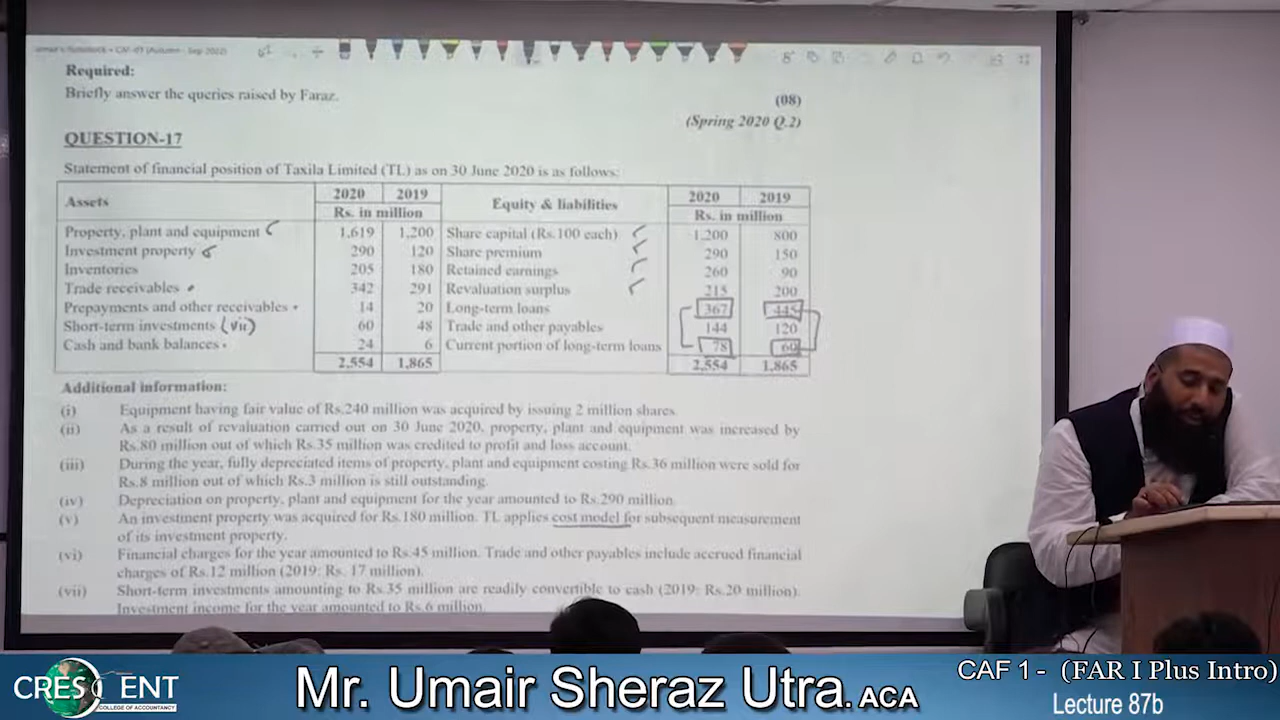 Required:
Briefly answer the queries raised by Faraz.
(08)
(Spring 2020 Q.2)
QUESTION-17
Statement of financial position of Taxila Limited (TL) as on 30 June 2020 is as follows:
Assets 2020 2019 Equity & liabilities 2020 2019
Rs. in million Rs. in million
Property, plant and equipment 1,619 1,200 Share capital (Rs.100 each) 1,200 800
Investment property 290 120 Share premium 290 150
Inventories 205 180 Retained earnings 260 90
Trade receivables 342 291 Revaluation surplus 215 200
Prepayments and other receivables 14 20 Long-term loans 367 445
Short-term investments (vii) 60 48 Trade and other payables 144 120
Cash and bank balances 24 6 Current portion of long-term loans 78 60
2,554 1,865 2,554 1,865
Additional information:
(i) Equipment having fair value of Rs.240 million was acquired by issuing 2 million shares.
(ii) As a result of revaluation carried out on 30 June 2020, property, plant and equipment was increased by
Rs.80 million out of which Rs.35 million was credited to profit and loss account.
(iii) During the year, fully depreciated items of property, plant and equipment costing Rs.36 million were sold for
Rs.8 million out of which Rs.3 million is still outstanding.
(iv) Depreciation on property, plant and equipment for the year amounted to Rs.290 million.
(v) An investment property was acquired for Rs.180 million. TL applies cost model for subsequent measurement
of its investment property.
(vi) Financial charges for the year amounted to Rs.45 million. Trade and other payables include accrued financial
charges of Rs.12 million (2019: Rs. 17 million).
(vii) Short-term investments amounting to Rs.35 million are readily convertible to cash (2019: Rs.20 million).
Investment income for the year amounted to Rs.6 million.
CRESCENT
COLLEGE OF ACCOUNTANCY
Mr. Umair Sheraz Utra. ACA
CAF 1 - (FAR I Plus Intro)
Lecture 87b